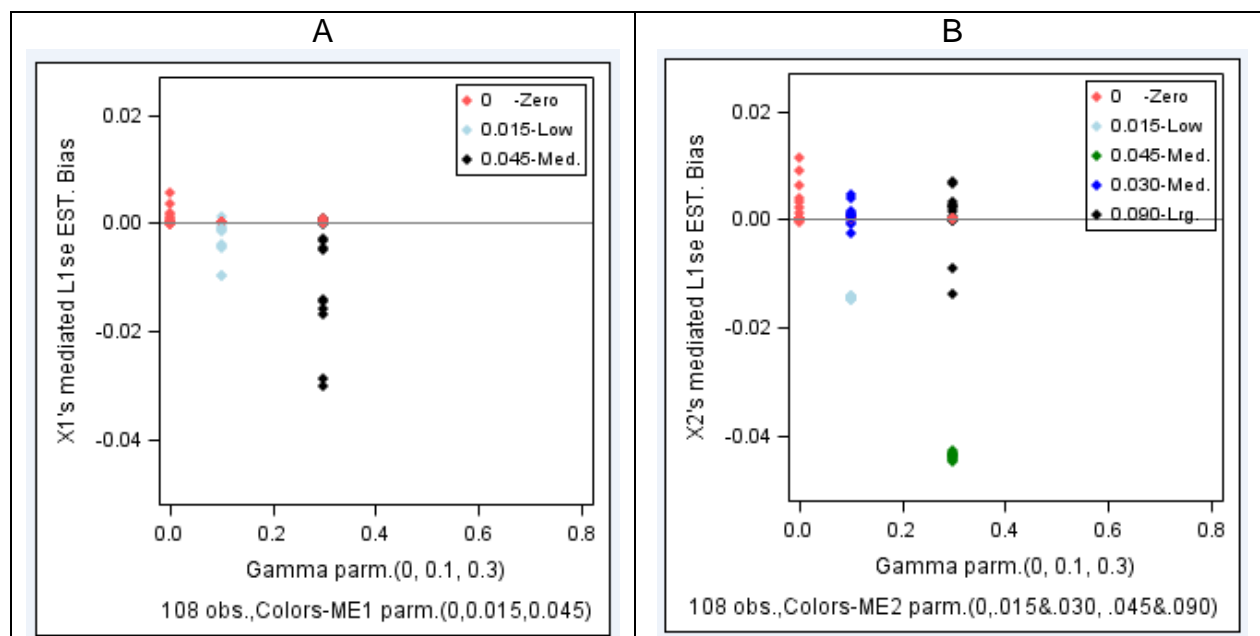 A
X1's mediated L1se EST. Bias
0.02
0.00
-0.02
-0.04
0 -Zero
0.015-Low
0.045-Med.
0.0 0.2 0.4 0.6 0.8
Gamma parm.(0, 0.1, 0.3)
108 obs.,Colors-ME1 parm.(0,0.015,0.045)
B
X2's mediated L1se EST. Bias
0.02
0.00
-0.02
-0.04
0 -Zero
0.015-Low
0.045-Med.
0.030-Med.
0.090-Lrg.
0.0 0.2 0.4 0.6 0.8
Gamma parm.(0, 0.1, 0.3)
108 obs.,Colors-ME2 parm.(0,.015&.030, .045&.090)